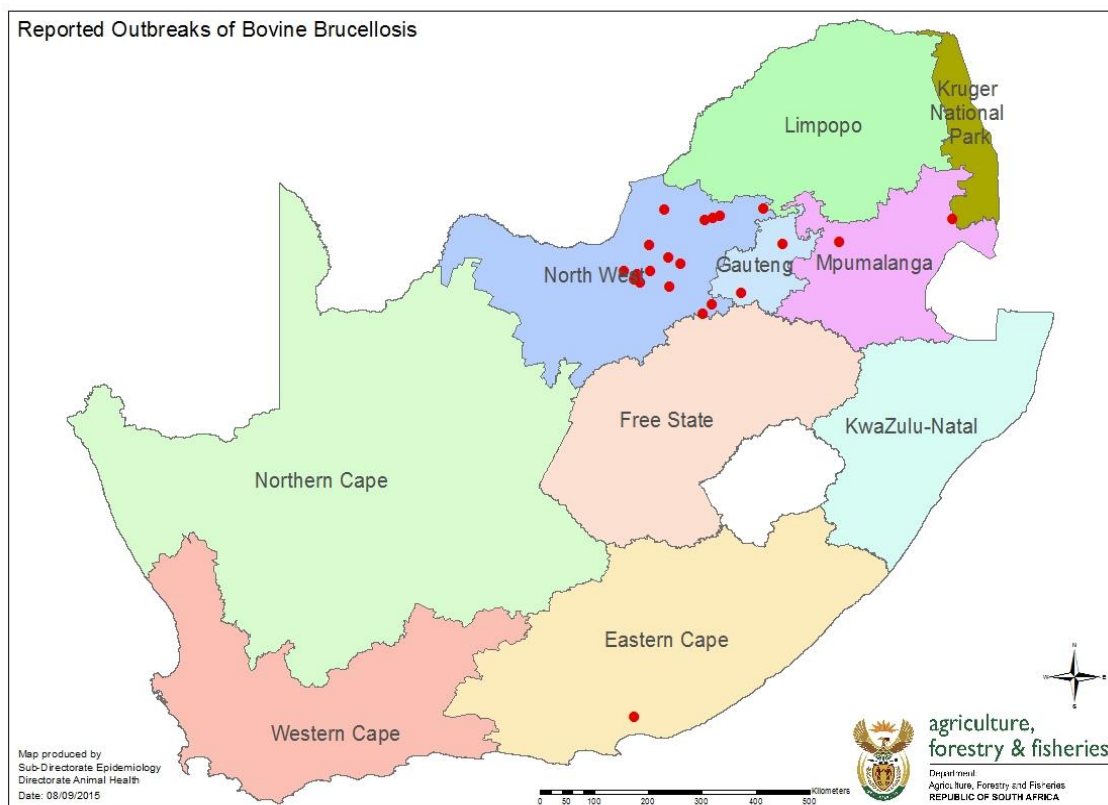 Reported Outbreaks of Bovine Brucellosis
Kruger
National
Park
Limpopo
North West
Gauteng
Mpumalanga
Free State
KwaZulu-Natal
Northern Cape
Eastern Cape
Western Cape
N
W
E
S
Map produced by
Sub-Directorate Epidemiology
Directorate Animal Health
Date: 08/09/2015
Kilometers
0 50 100 200 300 400 500
agriculture,
forestry & fisheries
Department:
Agriculture, Forestry and Fisheries
REPUBLIC OF SOUTH AFRICA